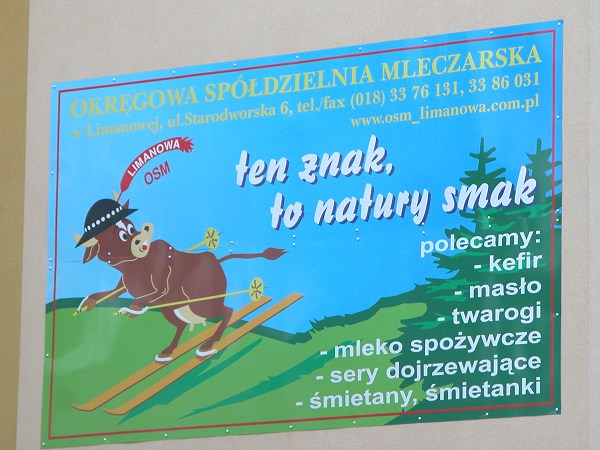 OKRĘGOWA SPÓŁDZIELNIA MLECZARSKA
w Limanowej, ul.Starodworska 6, tel./fax (018) 33 76 131, 33 86 031
www.osm_limanowa.com.pl
LIMANOWA
OSM
ten znak,
to natury smak
polecamy:
- kefir
- masło
- twarogi
- mleko spożywcze
- sery dojrzewające
- śmietany, śmietanki